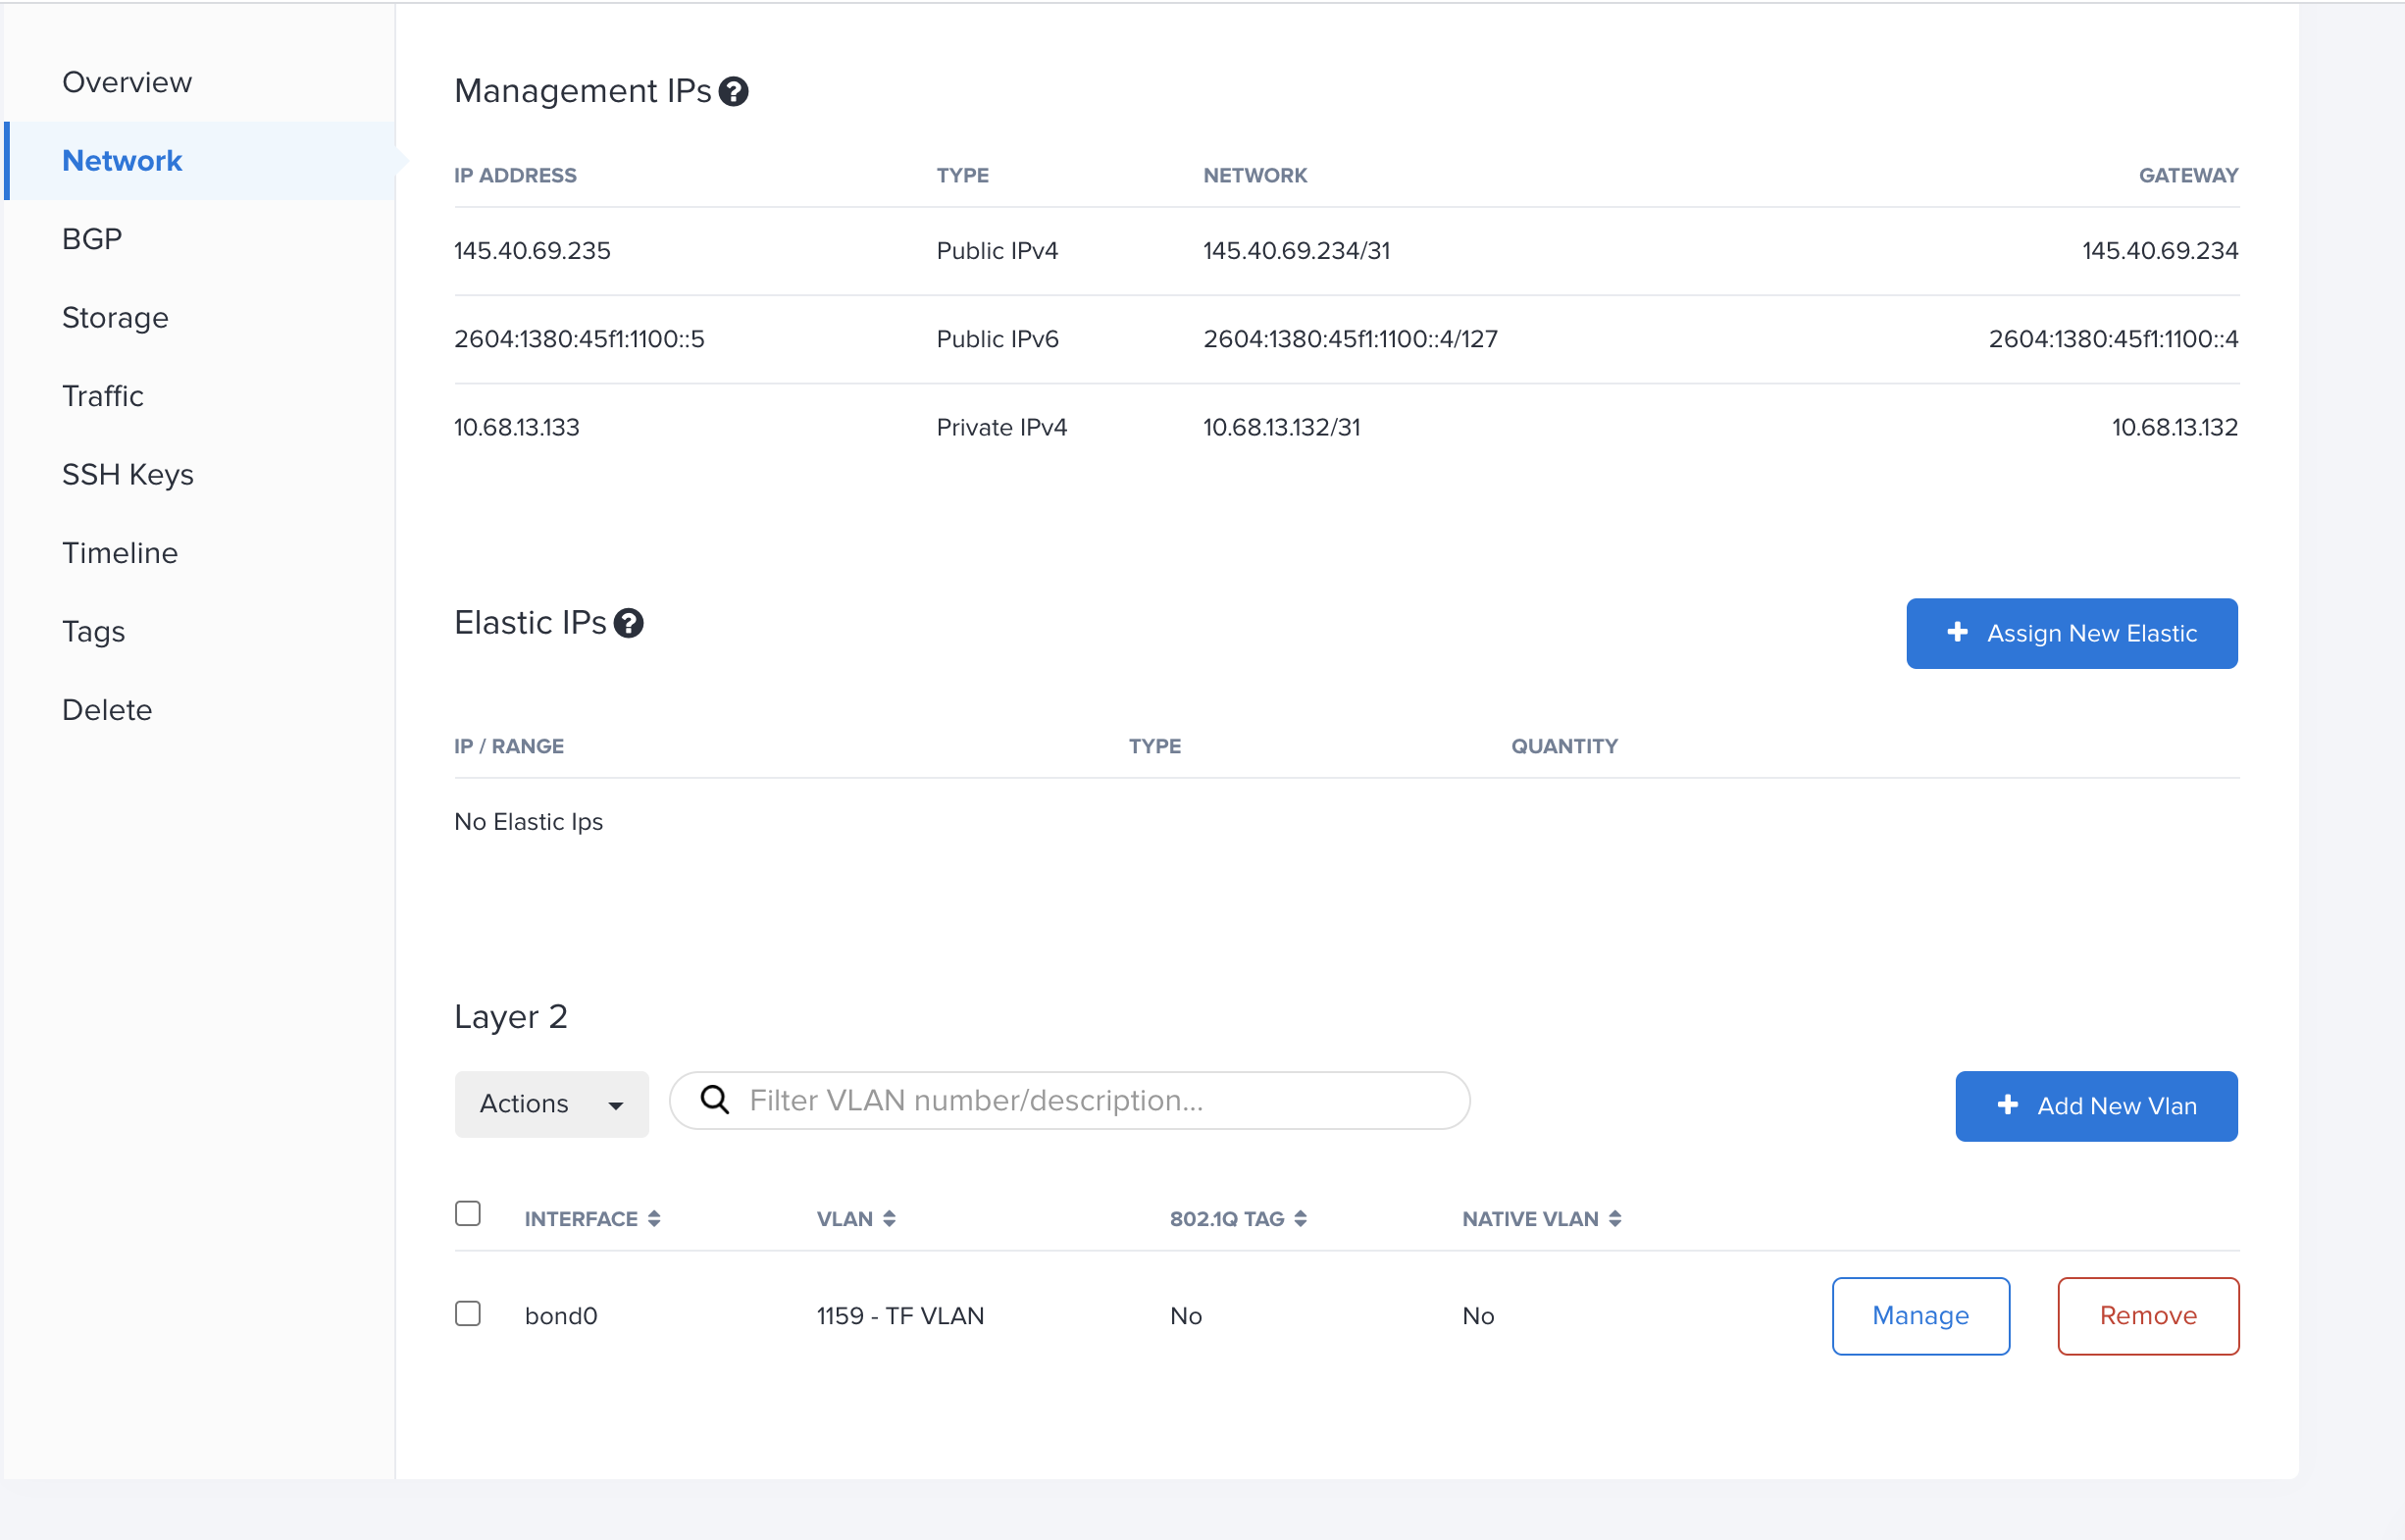 Overview
Network
BGP
Storage
Traffic
SSH Keys
Timeline
Tags
Delete
Management IPs ?
IP ADDRESS TYPE NETWORK GATEWAY
145.40.69.235 Public IPv4 145.40.69.234/31 145.40.69.234
2604:1380:45f1:1100::5 Public IPv6 2604:1380:45f1:1100::4/127 2604:1380:45f1:1100::4
10.68.13.133 Private IPv4 10.68.13.132/31 10.68.13.132
Elastic IPs ?
+ Assign New Elastic
IP / RANGE TYPE QUANTITY
No Elastic Ips
Layer 2
Actions Filter VLAN number/description... + Add New Vlan
INTERFACE VLAN 802.1Q TAG NATIVE VLAN
bond0 1159 - TF VLAN No No Manage Remove